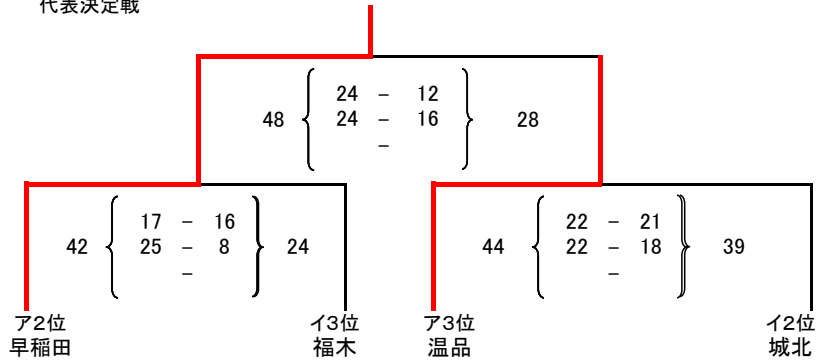 代表決定戦
24 － 12
48 24 － 16 28
－
17 － 16
42 25 － 8 24
－
22 － 21
44 22 － 18 39
－
ア2位 イ3位 ア3位 イ2位
早稲田 福木 温品 城北